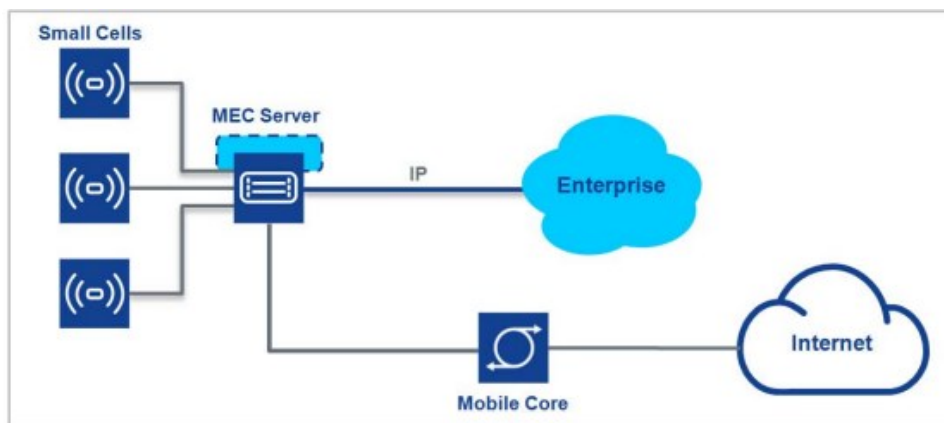 Small Cells
MEC Server
IP
Enterprise
Internet
Mobile Core